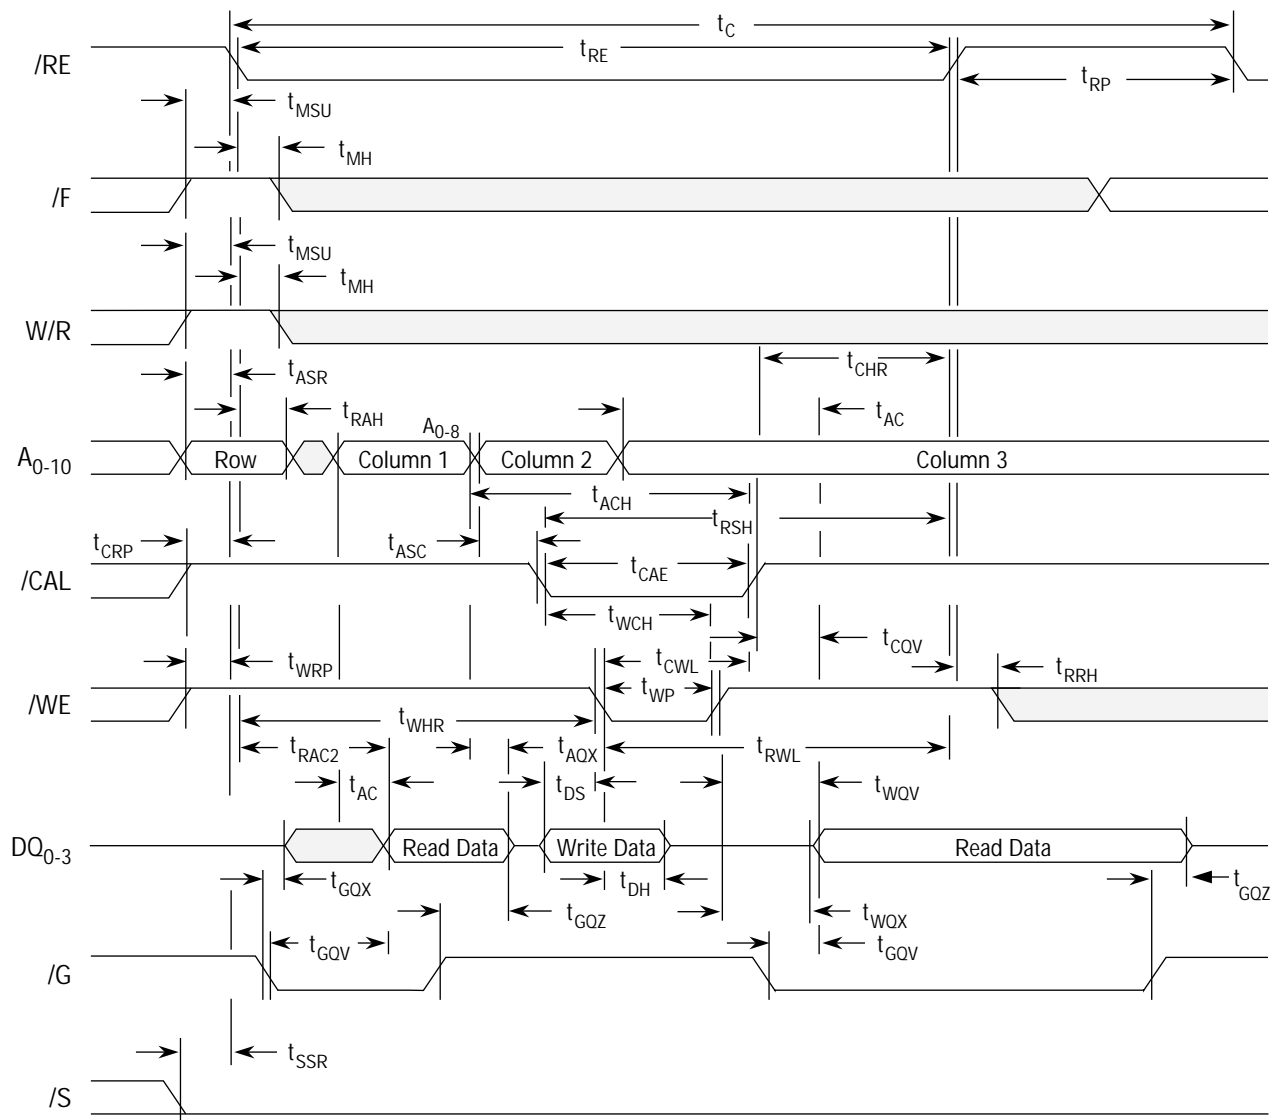 tC
/RE
tRE
tRP
tMSU
tMH
/F
tMSU
tMH
W/R
tCHR
tASR
tRAH
tAC
A0-8
A0-10
Row
Column 1
Column 2
Column 3
tACH
tRSH
tCRP
tASC
/CAL
tCAE
tWCH
tCQV
tWRP
tCWL
tRRH
/WE
tWP
tWHR
tRAC2
tAQX
tRWL
tAC
tDS
tWQV
DQ0-3
Read Data
Write Data
Read Data
tGQX
tDH
tGQZ
tGQZ
tWQX
tGQV
tGQV
/G
tSSR
/S